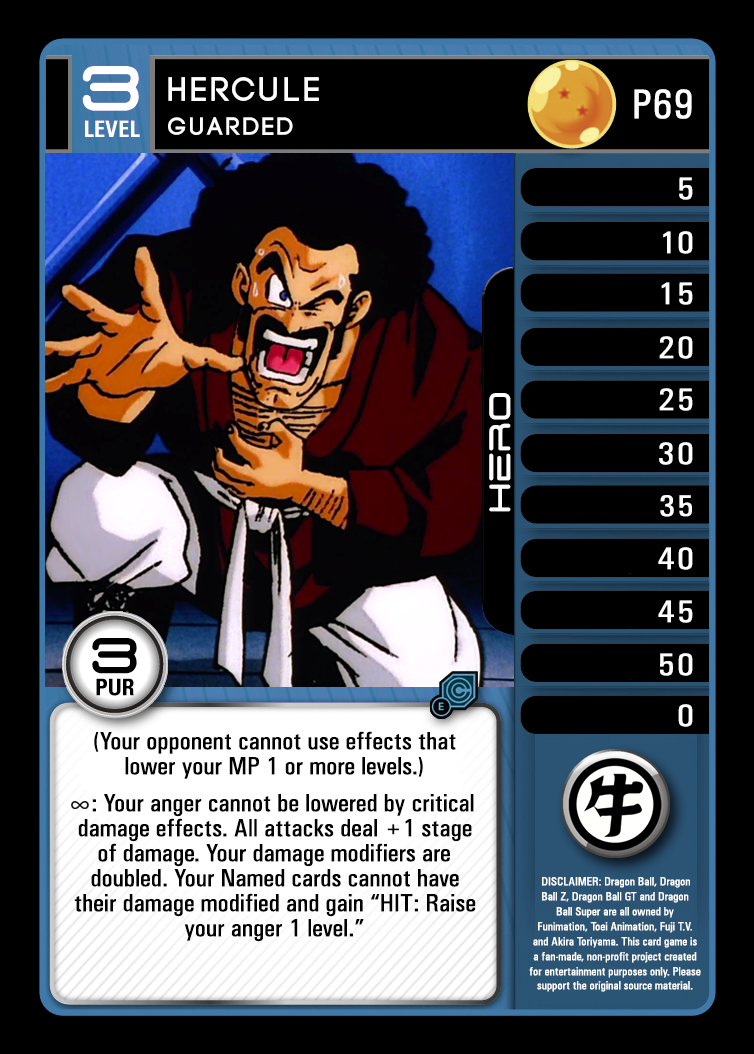 3
LEVEL
HERCULE
GUARDED
P69
5
10
15
20
25
30
35
40
45
50
0
HERO
3
PUR
E
(Your opponent cannot use effects that
lower your MP 1 or more levels.)
∞: Your anger cannot be lowered by critical
damage effects. All attacks deal +1 stage
of damage. Your damage modifiers are
doubled. Your Named cards cannot have
their damage modified and gain “HIT: Raise
your anger 1 level.”
牛
DISCLAIMER: Dragon Ball, Dragon
Ball Z, Dragon Ball GT and Dragon
Ball Super are all owned by
Funimation, Toei Animation, Fuji T.V.
and Akira Toriyama. This card game is
a fan-made, non-profit project created
for entertainment purposes only. Please
support the original source material.